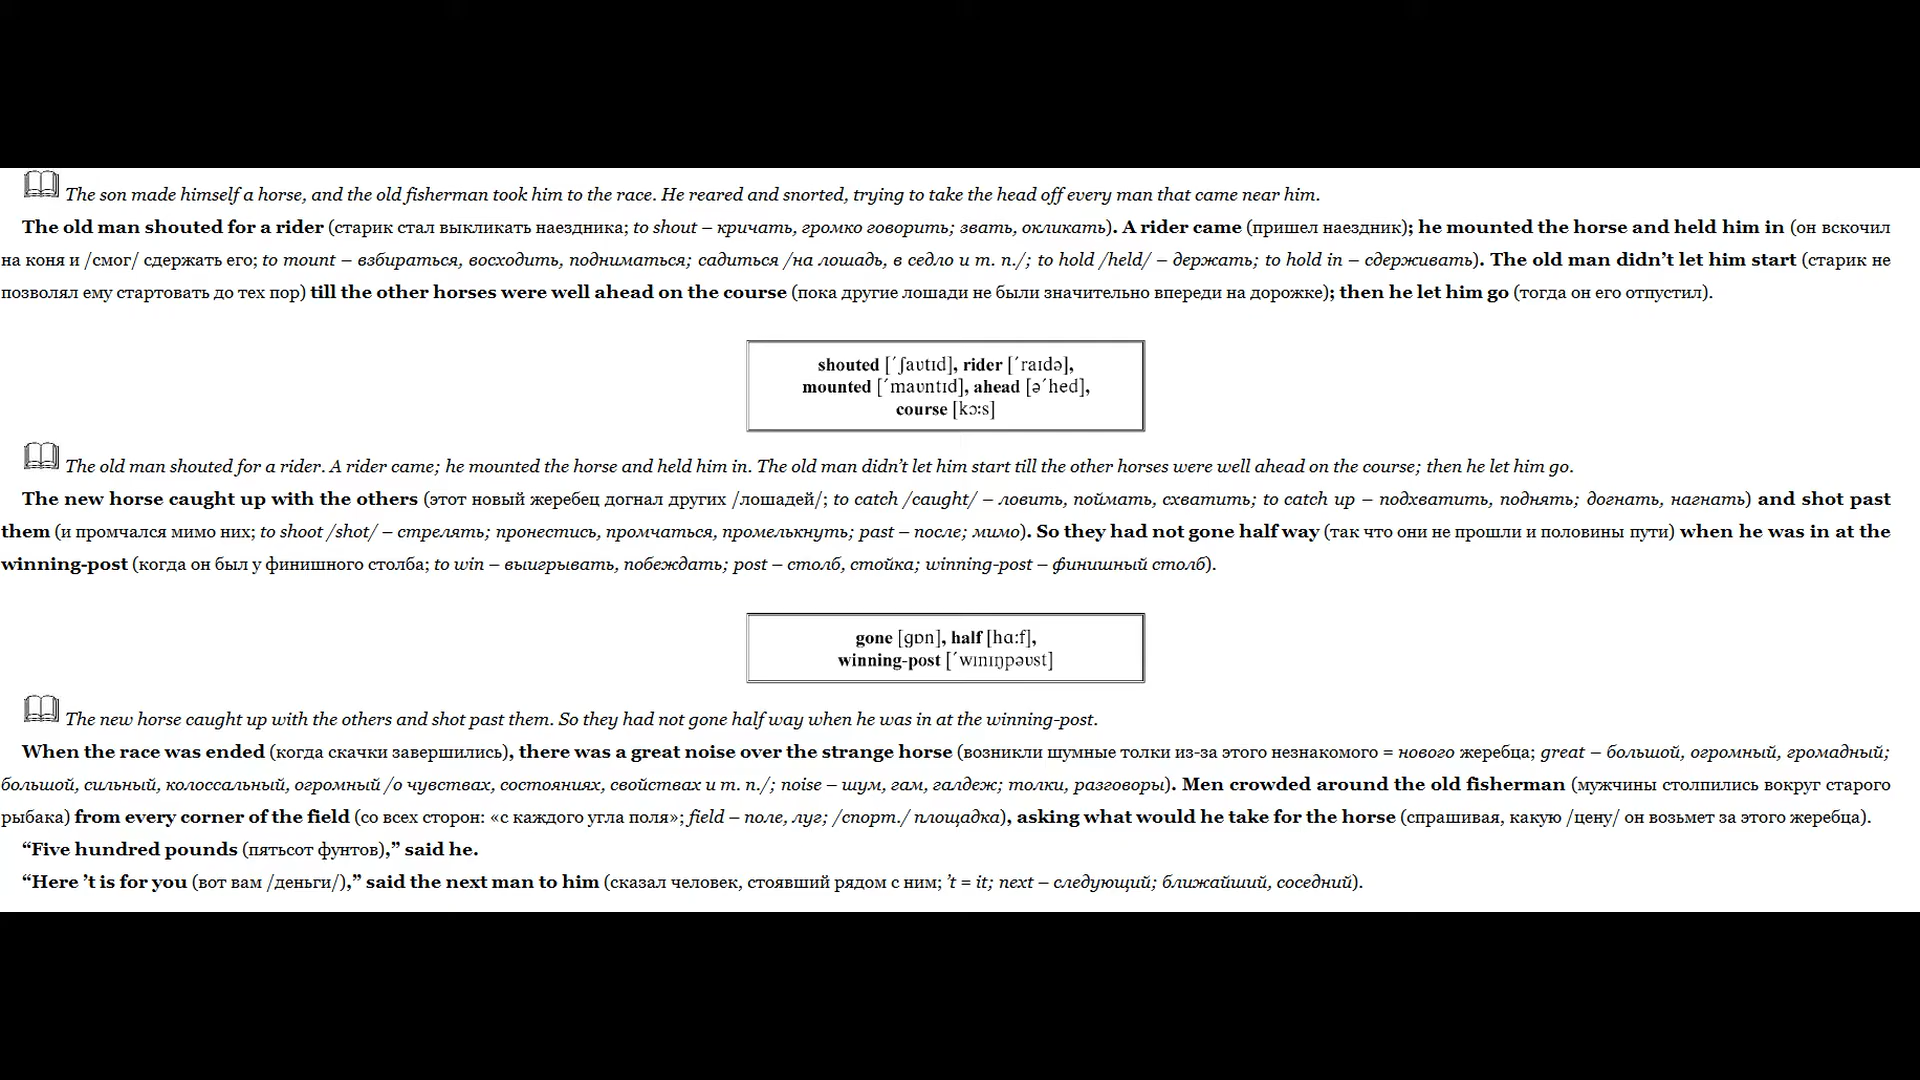 The son made himself a horse, and the old fisherman took him to the race. He reared and snorted, trying to take the head off every man that came near him.
The old man shouted for a rider (старик стал выкликать наездника; to shout – кричать, громко говорить; звать, окликать). A rider came (пришел наездник); he mounted the horse and held him in (он вскочил
на коня и /смог/ сдержать его; to mount – взбираться, восходить, подниматься; садиться /на лошадь, в седло и т. п./; to hold /held/ – держать; to hold in – сдерживать). The old man didn’t let him start (старик не
позволял ему стартовать до тех пор) till the other horses were well ahead on the course (пока другие лошади не были значительно впереди на дорожке); then he let him go (тогда он его отпустил).
shouted [´ʃaʋtɪd], rider [´raɪdə],
mounted [´maʋntɪd], ahead [ə´hed],
course [kɔ:s]
The old man shouted for a rider. A rider came; he mounted the horse and held him in. The old man didn’t let him start till the other horses were well ahead on the course; then he let him go.
The new horse caught up with the others (этот новый жеребец догнал других /лошадей/; to catch /caught/ – ловить, поймать, схватить; to catch up – подхватить, поднять; догнать, нагнать) and shot past
them (и промчался мимо них; to shoot /shot/ – стрелять; пронестись, промчаться, промелькнуть; past – после; мимо). So they had not gone half way (так что они не прошли и половины пути) when he was in at the
winning-post (когда он был у финишного столба; to win – выигрывать, побеждать; post – столб, стойка; winning-post – финишный столб).
gone [gɒn], half [hɑ:f],
winning-post [´wɪnɪŋpəʋst]
The new horse caught up with the others and shot past them. So they had not gone half way when he was in at the winning-post.
When the race was ended (когда скачки завершились), there was a great noise over the strange horse (возникли шумные толки из-за этого незнакомого = нового жеребца; great – большой, огромный, громадный;
большой, сильный, колоссальный, огромный /о чувствах, состояниях, свойствах и т. п./; noise – шум, гам, галдеж; толки, разговоры). Men crowded around the old fisherman (мужчины столпились вокруг старого
рыбака) from every corner of the field (со всех сторон: «с каждого угла поля»; field – поле, луг; /спорт./ площадка), asking what would he take for the horse (спрашивая, какую /цену/ он возьмет за этого жеребца).
“Five hundred pounds (пятьсот фунтов),” said he.
“Here ’t is for you (вот вам /деньги/),” said the next man to him (сказал человек, стоявший рядом с ним; ’t = it; next – следующий; ближайший, соседний).